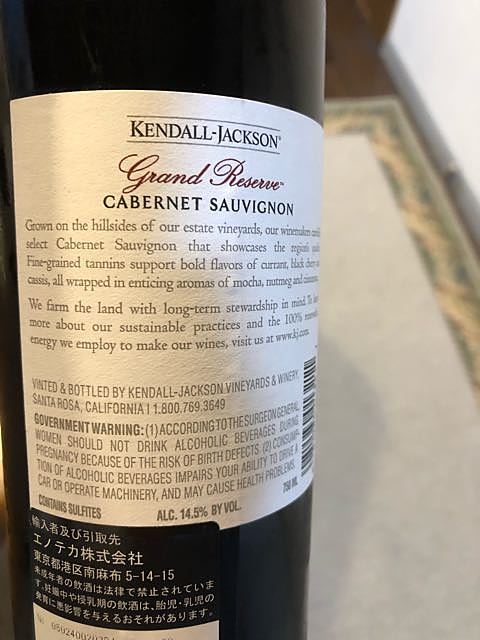 KENDALL-JACKSON®
Grand Reserve™
CABERNET SAUVIGNON
Grown on the hillsides of our estate vineyards, our winemakers
select Cabernet Sauvignon that showcases the region's
Fine-grained tannins support bold flavors of currant, black cherry
cassis, all wrapped in enticing aromas of mocha, nutmeg and
We farm the land with long-term stewardship in mind. To
more about our sustainable practices and the 100%
energy we employ to make our wines, visit us at www.kj.com.
VINTED & BOTTLED BY KENDALL-JACKSON VINEYARDS & WINERY,
SANTA ROSA, CALIFORNIA | 1.800.769.3649
GOVERNMENT WARNING: (1) ACCORDING TO THE SURGEON GENERAL,
WOMEN SHOULD NOT DRINK ALCOHOLIC BEVERAGES DURING
PREGNANCY BECAUSE OF THE RISK OF BIRTH DEFECTS. (2) CONSUMP-
TION OF ALCOHOLIC BEVERAGES IMPAIRS YOUR ABILITY TO DRIVE A
CAR OR OPERATE MACHINERY, AND MAY CAUSE HEALTH PROBLEMS.
750 ML
CONTAINS SULFITES ALC. 14.5% BY VOL.
輸入者及び引取先
エノテカ株式会社
東京都港区南麻布 5-14-15
未成年者の飲酒は法律で禁止されていま
す。妊娠中や授乳期の飲酒は、胎児・乳児の
発育に悪影響を与えるおそれがあります。